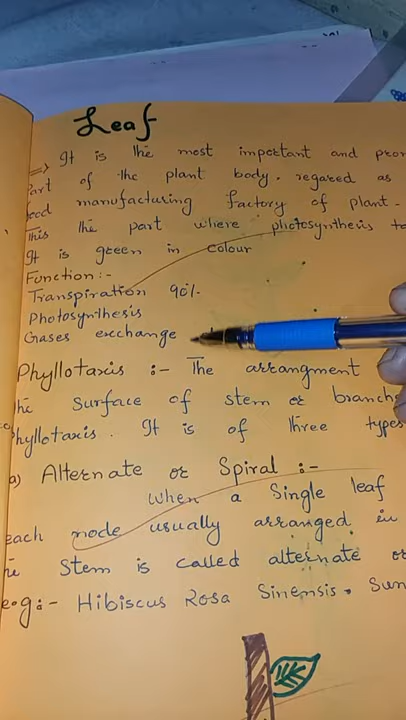 Leaf
It is the most important and
Part of the plant body. regared as
food manufacturing factory of plant.
This the part where photosynthesis
It is green in colour
Function:-
Transpiration 90%.
Photosynthesis
Gases exchange
Phyllotaxis :- The arrangment
the Surface of stem or branch
Phyllotaxis. It is of three types
a) Alternate or Spiral :-
When a Single leaf
each node usually arranged in
Stem is called alternate or
e.g:- Hibiscus Rosa Sinensis. Sun